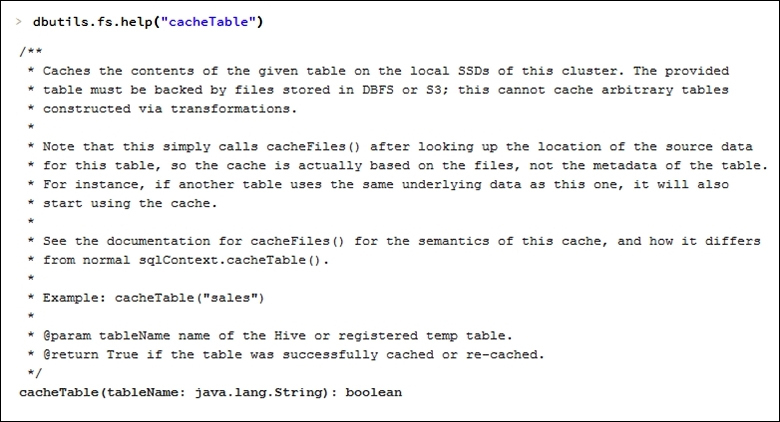 > dbutils.fs.help("cacheTable")
/**
* Caches the contents of the given table on the local SSDs of this cluster. The provided
* table must be backed by files stored in DBFS or S3; this cannot cache arbitrary tables
* constructed via transformations.
*
* Note that this simply calls cacheFiles() after looking up the location of the source data
* for this table, so the cache is actually based on the files, not the metadata of the table.
* For instance, if another table uses the same underlying data as this one, it will also
* start using the cache.
*
* See the documentation for cacheFiles() for the semantics of this cache, and how it differs
* from normal sqlContext.cacheTable().
*
* Example: cacheTable("sales")
*
* @param tableName name of the Hive or registered temp table.
* @return True if the table was successfully cached or re-cached.
*/
cacheTable(tableName: java.lang.String): boolean